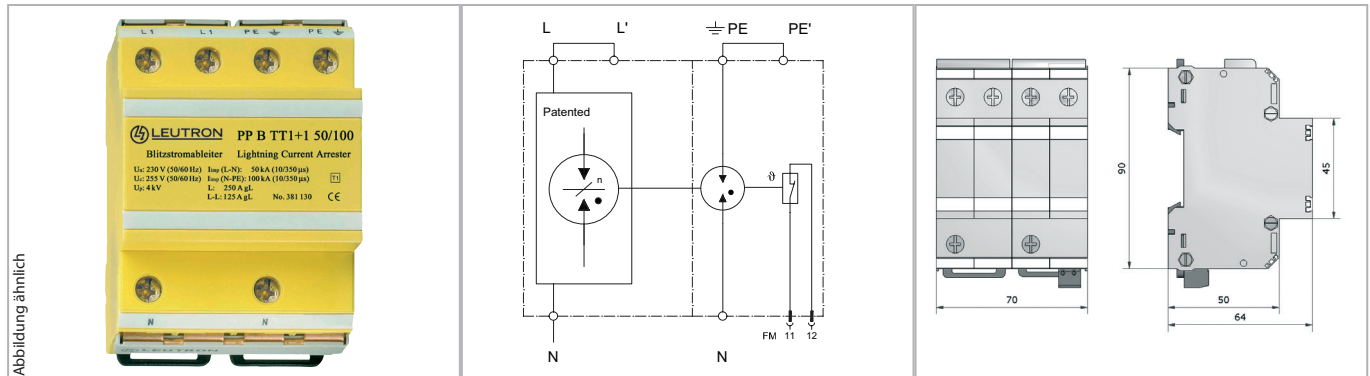 Abbildung ähnlich
L1 L1 PE PE
LEUTRON PP B TT1+1 50/100
Blitzstromableiter Lightning Current Arrester
Un: 230 V (50/60 Hz) Iimp (L-N): 50 kA (10/350 µs)
Uc: 255 V (50/60 Hz) Iimp (N-PE): 100 kA (10/350 µs) T1
Up: 4 kV L: 250 A gL
L-L: 125 A gL No. 381 130 CE
N N
LEUTRON
L L' PE PE'
Patented
n
ϑ
FM 11 12
N N
90
70
45
50
64